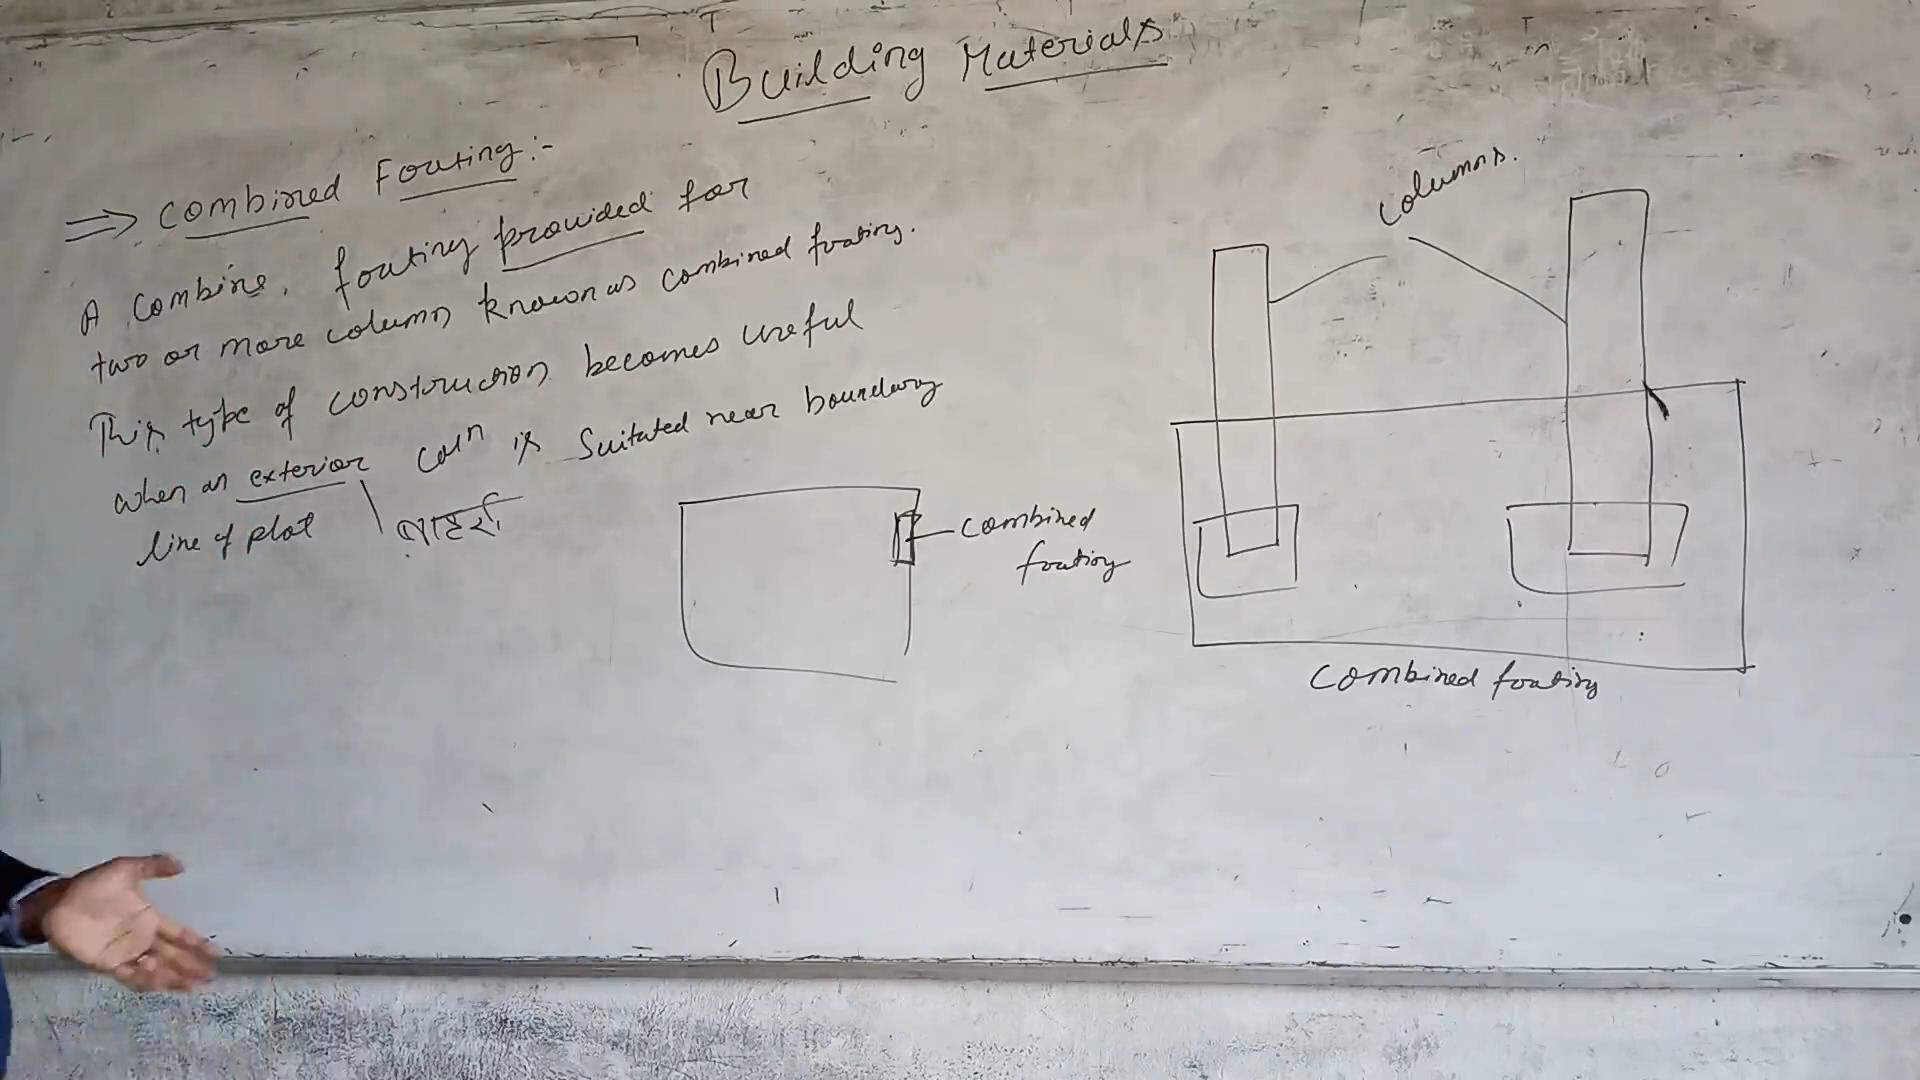 Building Materials
⇒ Combined Footing:-
A Combine, footing provided for
two or more column known as combined footing.
This type of construction becomes useful
when an exterior colⁿ is Suitated near boundary
line of plot \ बाहरी
combined
footing
columns.
Combined footing